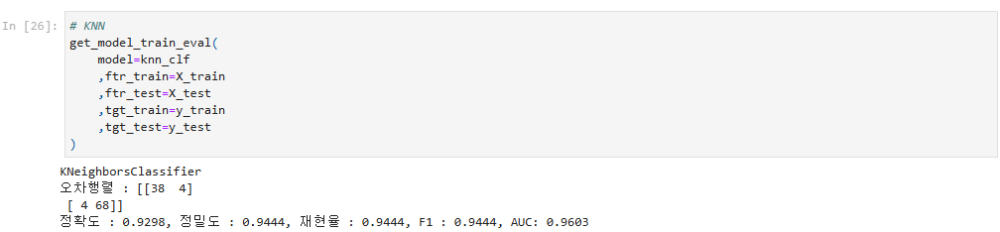 In [26]: # KNN
get_model_train_eval(
    model=knn_clf
    ,ftr_train=X_train
    ,ftr_test=X_test
    ,tgt_train=y_train
    ,tgt_test=y_test
)
KNeighborsClassifier
오차행렬 : [[38  4]
 [ 4 68]]
정확도 : 0.9298, 정밀도 : 0.9444, 재현율 : 0.9444, F1 : 0.9444, AUC: 0.9603